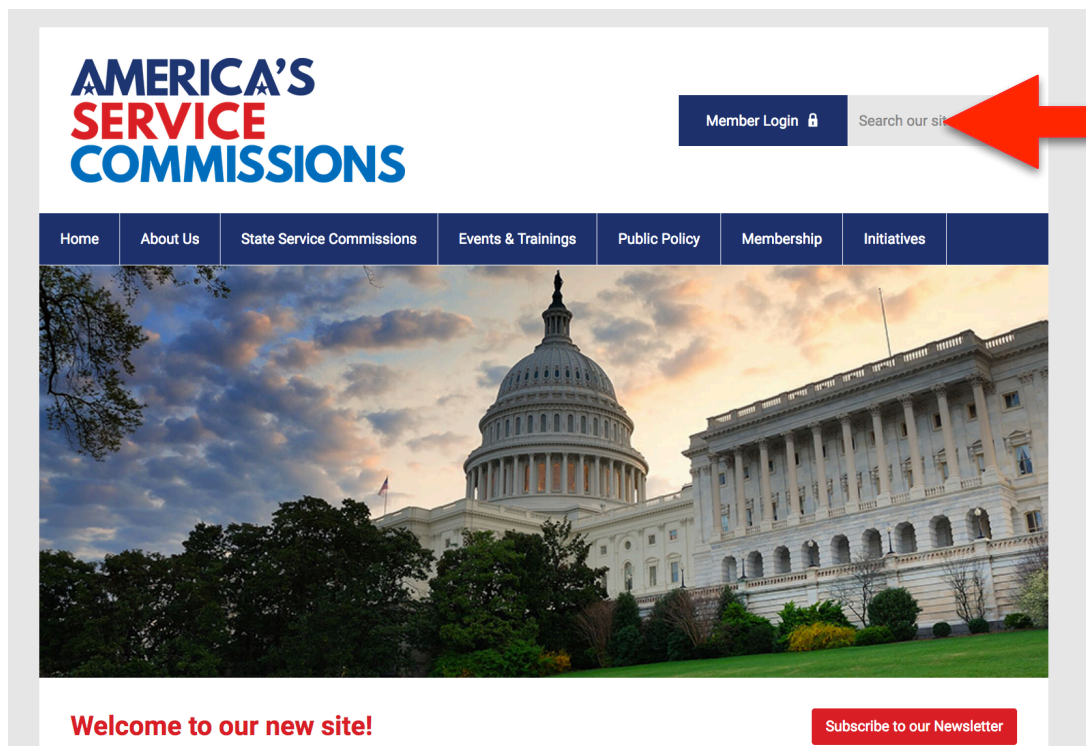 AMERICA'S
SERVICE
COMMISSIONS
Member Login
Search our
Home
About Us
State Service Commissions
Events & Trainings
Public Policy
Membership
Initiatives
Welcome to our new site!
Subscribe to our Newsletter